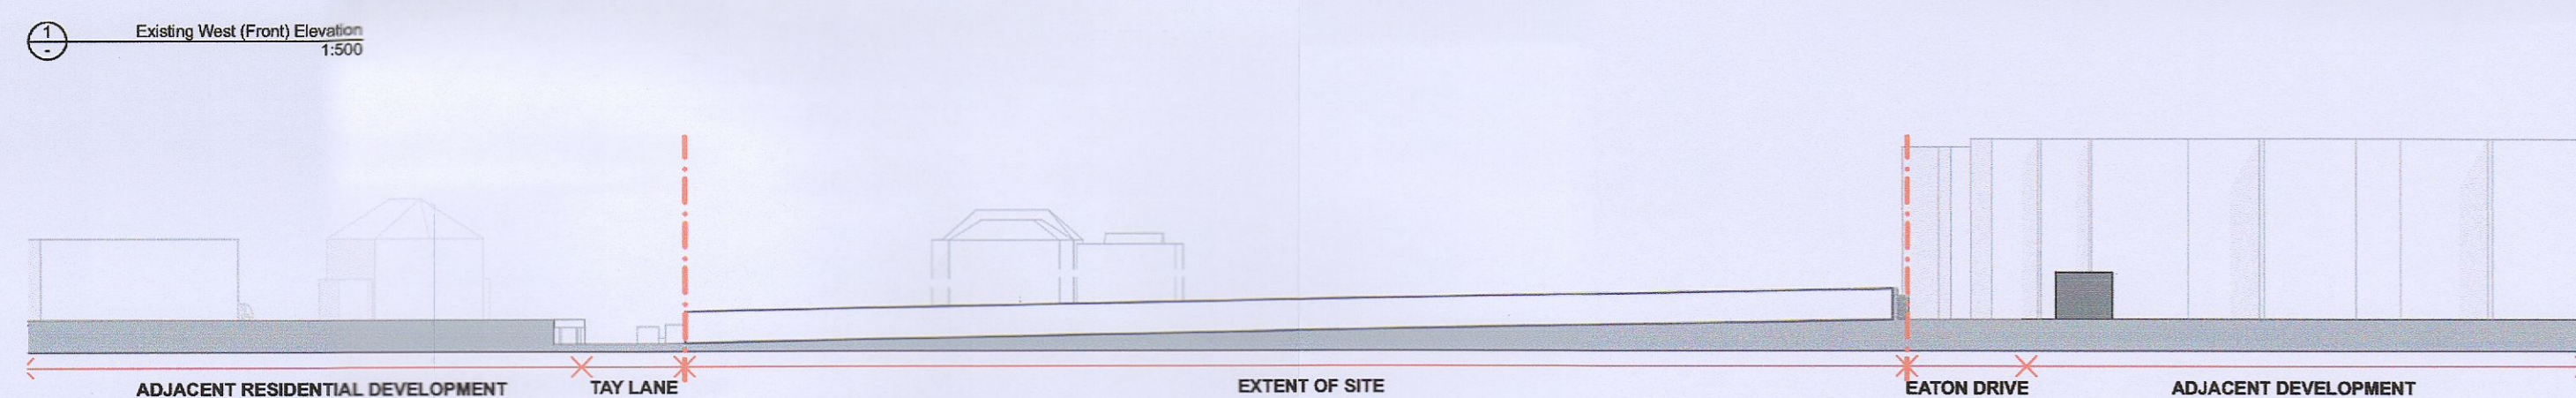 1
-
Existing West (Front) Elevation
1:500
ADJACENT RESIDENTIAL DEVELOPMENT
TAY LANE
EXTENT OF SITE
EATON DRIVE
ADJACENT DEVELOPMENT